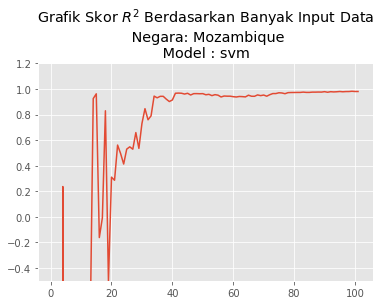 Grafik Skor R² Berdasarkan Banyak Input Data
Negara: Mozambique
Model : svm
1.2
1.0
0.8
0.6
0.4
0.2
0.0
−0.2
−0.4
0 20 40 60 80 100